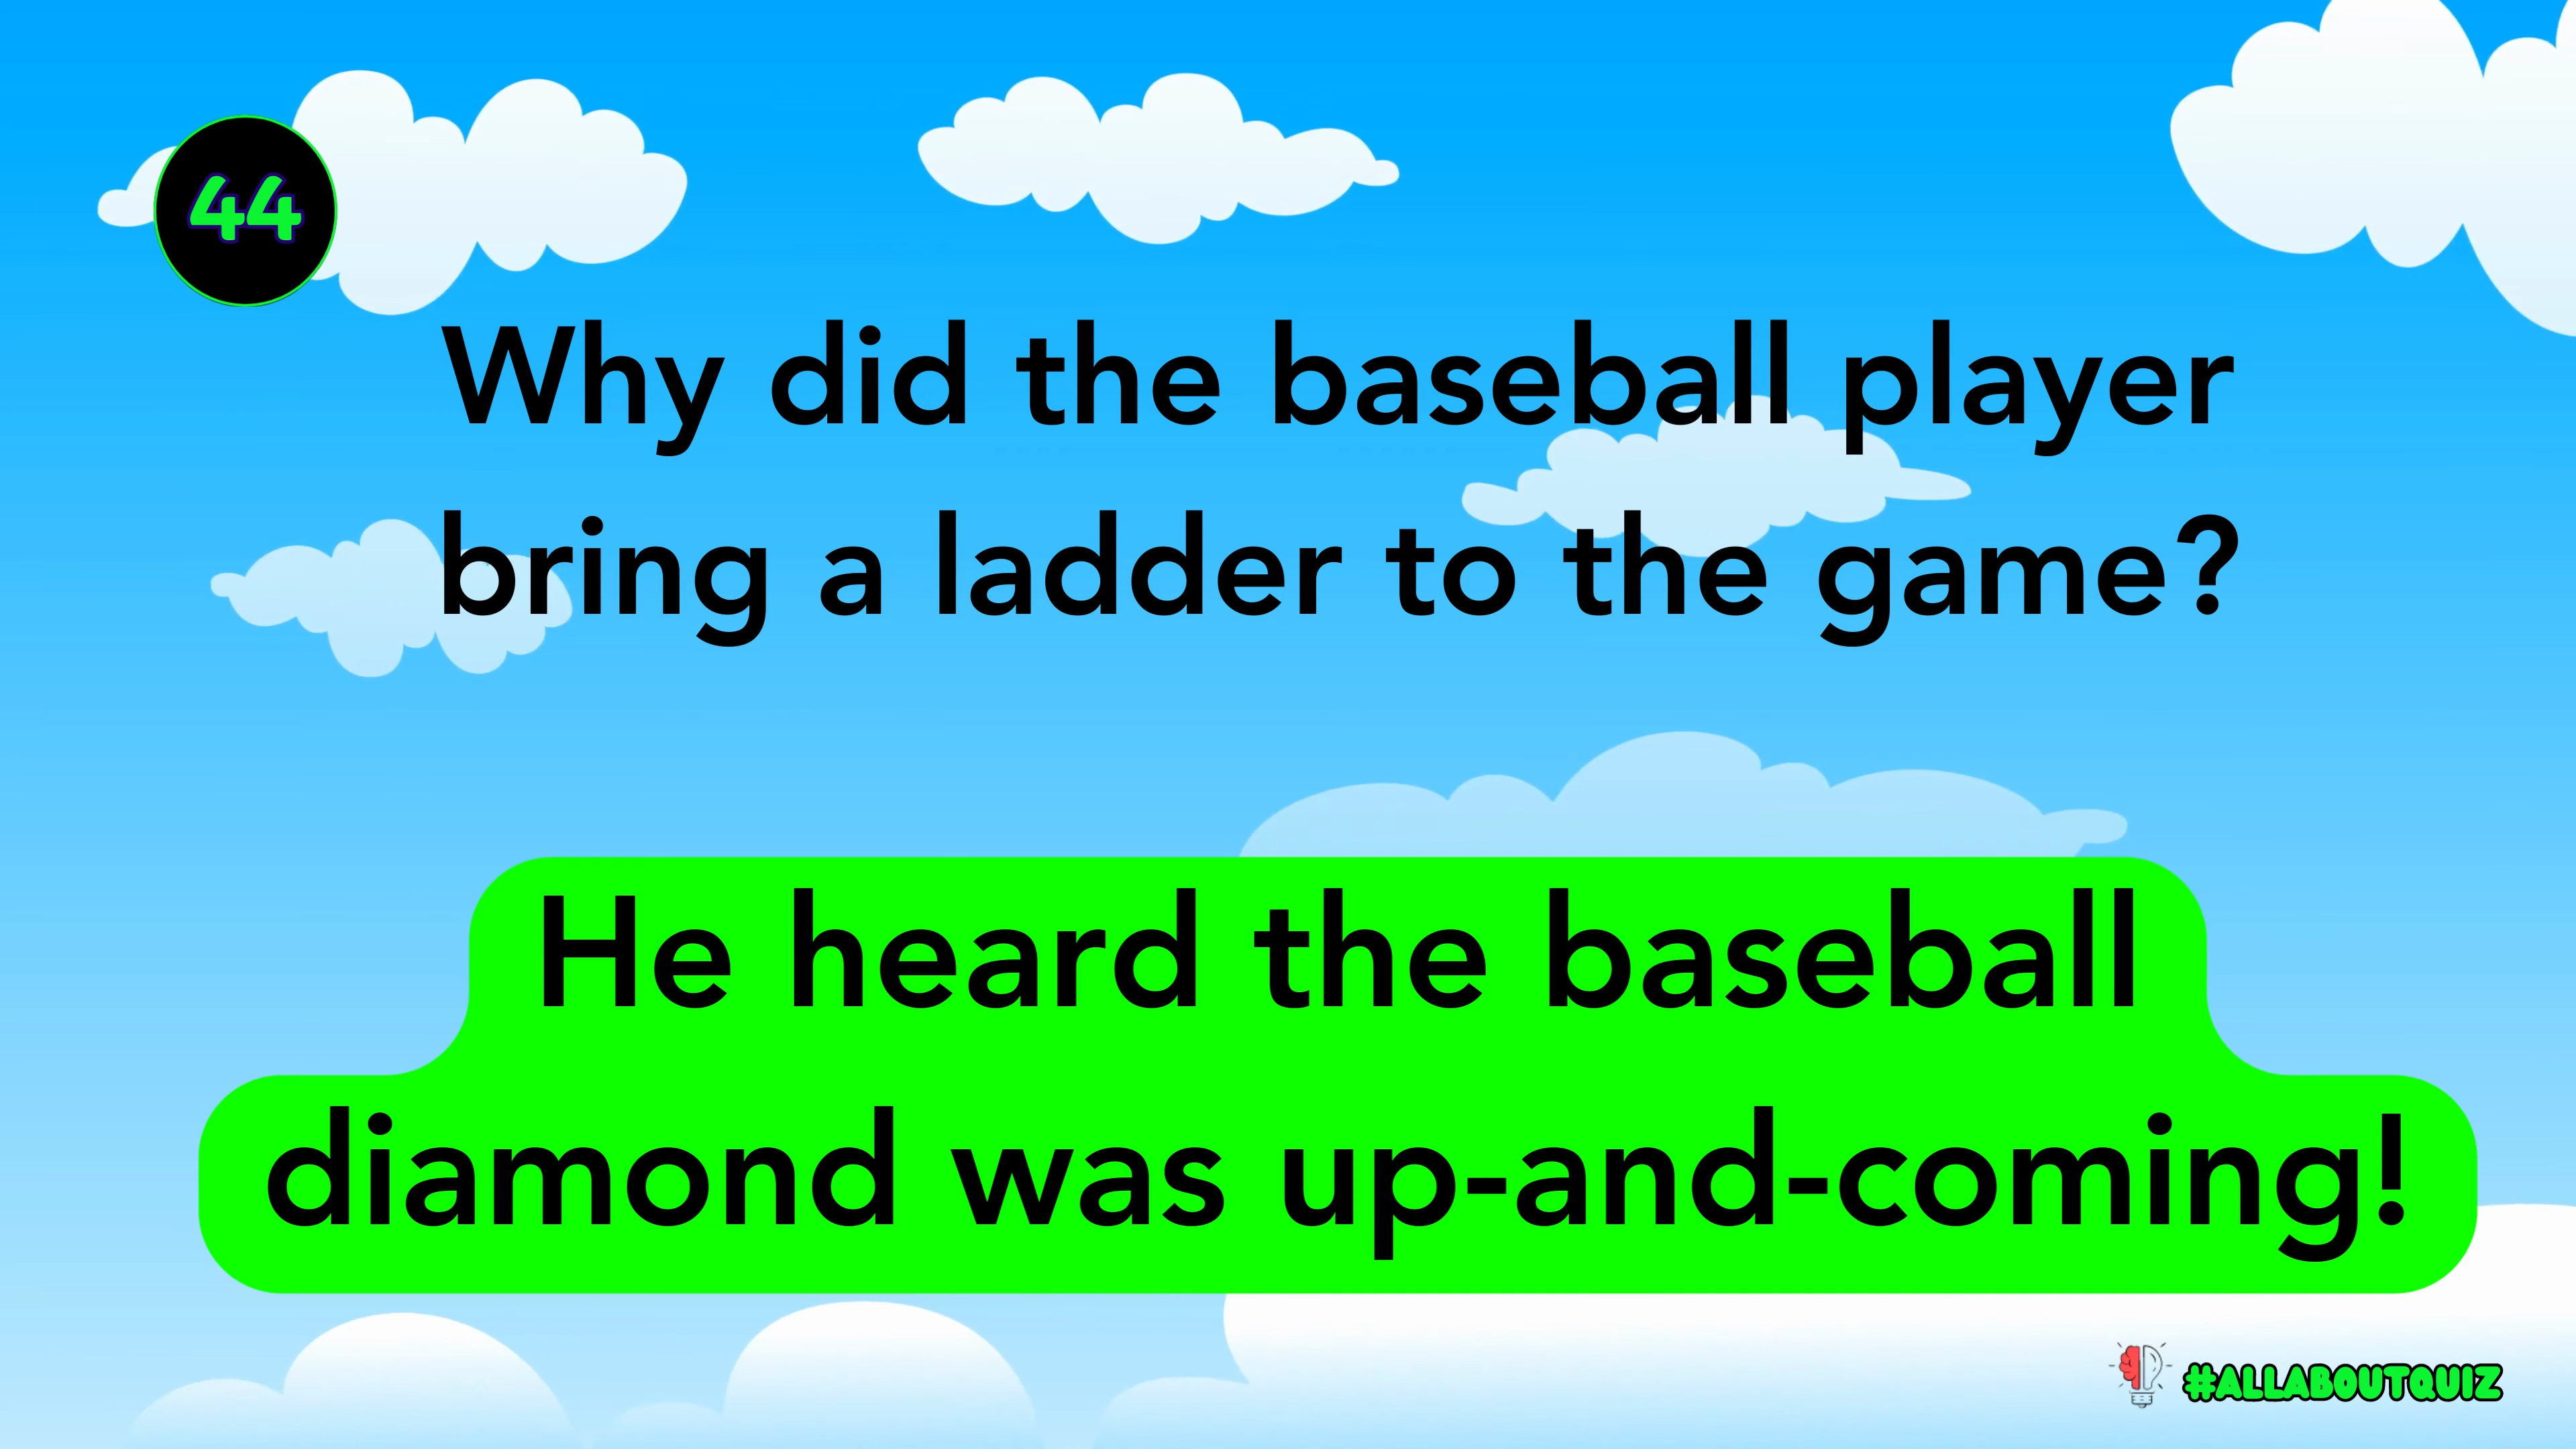 44
Why did the baseball player
bring a ladder to the game?
He heard the baseball
diamond was up-and-coming!
#ALLABOUTQUIZ